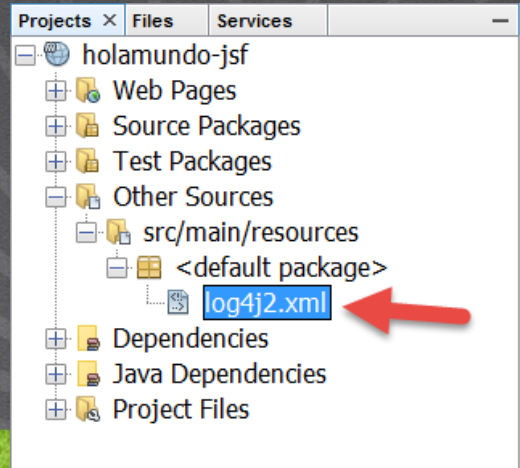 Projects Files Services
holamundo-jsf
Web Pages
Source Packages
Test Packages
Other Sources
src/main/resources
<default package>
log4j2.xml
Dependencies
Java Dependencies
Project Files